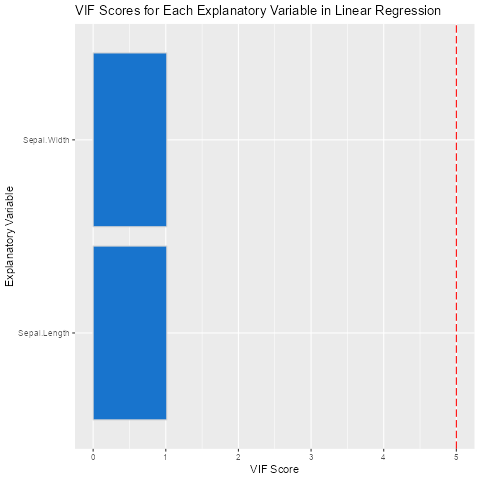 VIF Scores for Each Explanatory Variable in Linear Regression
Explanatory Variable
Sepal.Width
Sepal.Length
0 1 2 3 4 5
VIF Score